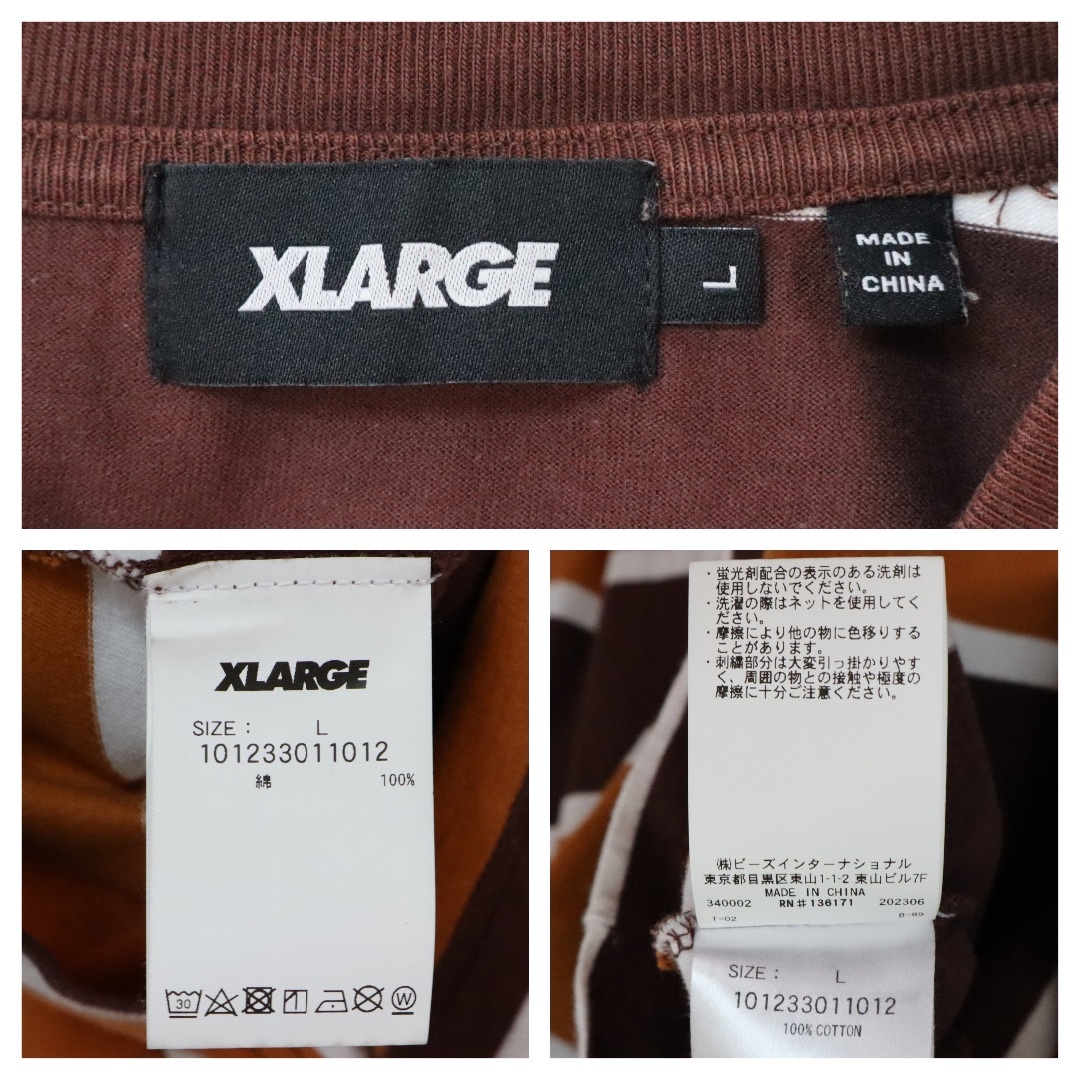 XLARGE
L
MADE
IN
CHINA
XLARGE
SIZE : L
101233011012
綿 100%
30
W
・蛍光剤配合の表示のある洗剤は
使用しないでください。
・洗濯の際はネットを使用してく
ださい。
・摩擦により他の物に色移りする
ことがあります。
・刺繍部分は大変引っ掛かりやす
く、周囲の物との接触や極度の
摩擦に十分ご注意ください。
㈱ビーズインターナショナル
東京都目黒区東山1-1-2 東山ビル7F
MADE IN CHINA
340002 RN#136171 202306
1-02 B-89
SIZE : L
101233011012
100% COTTON